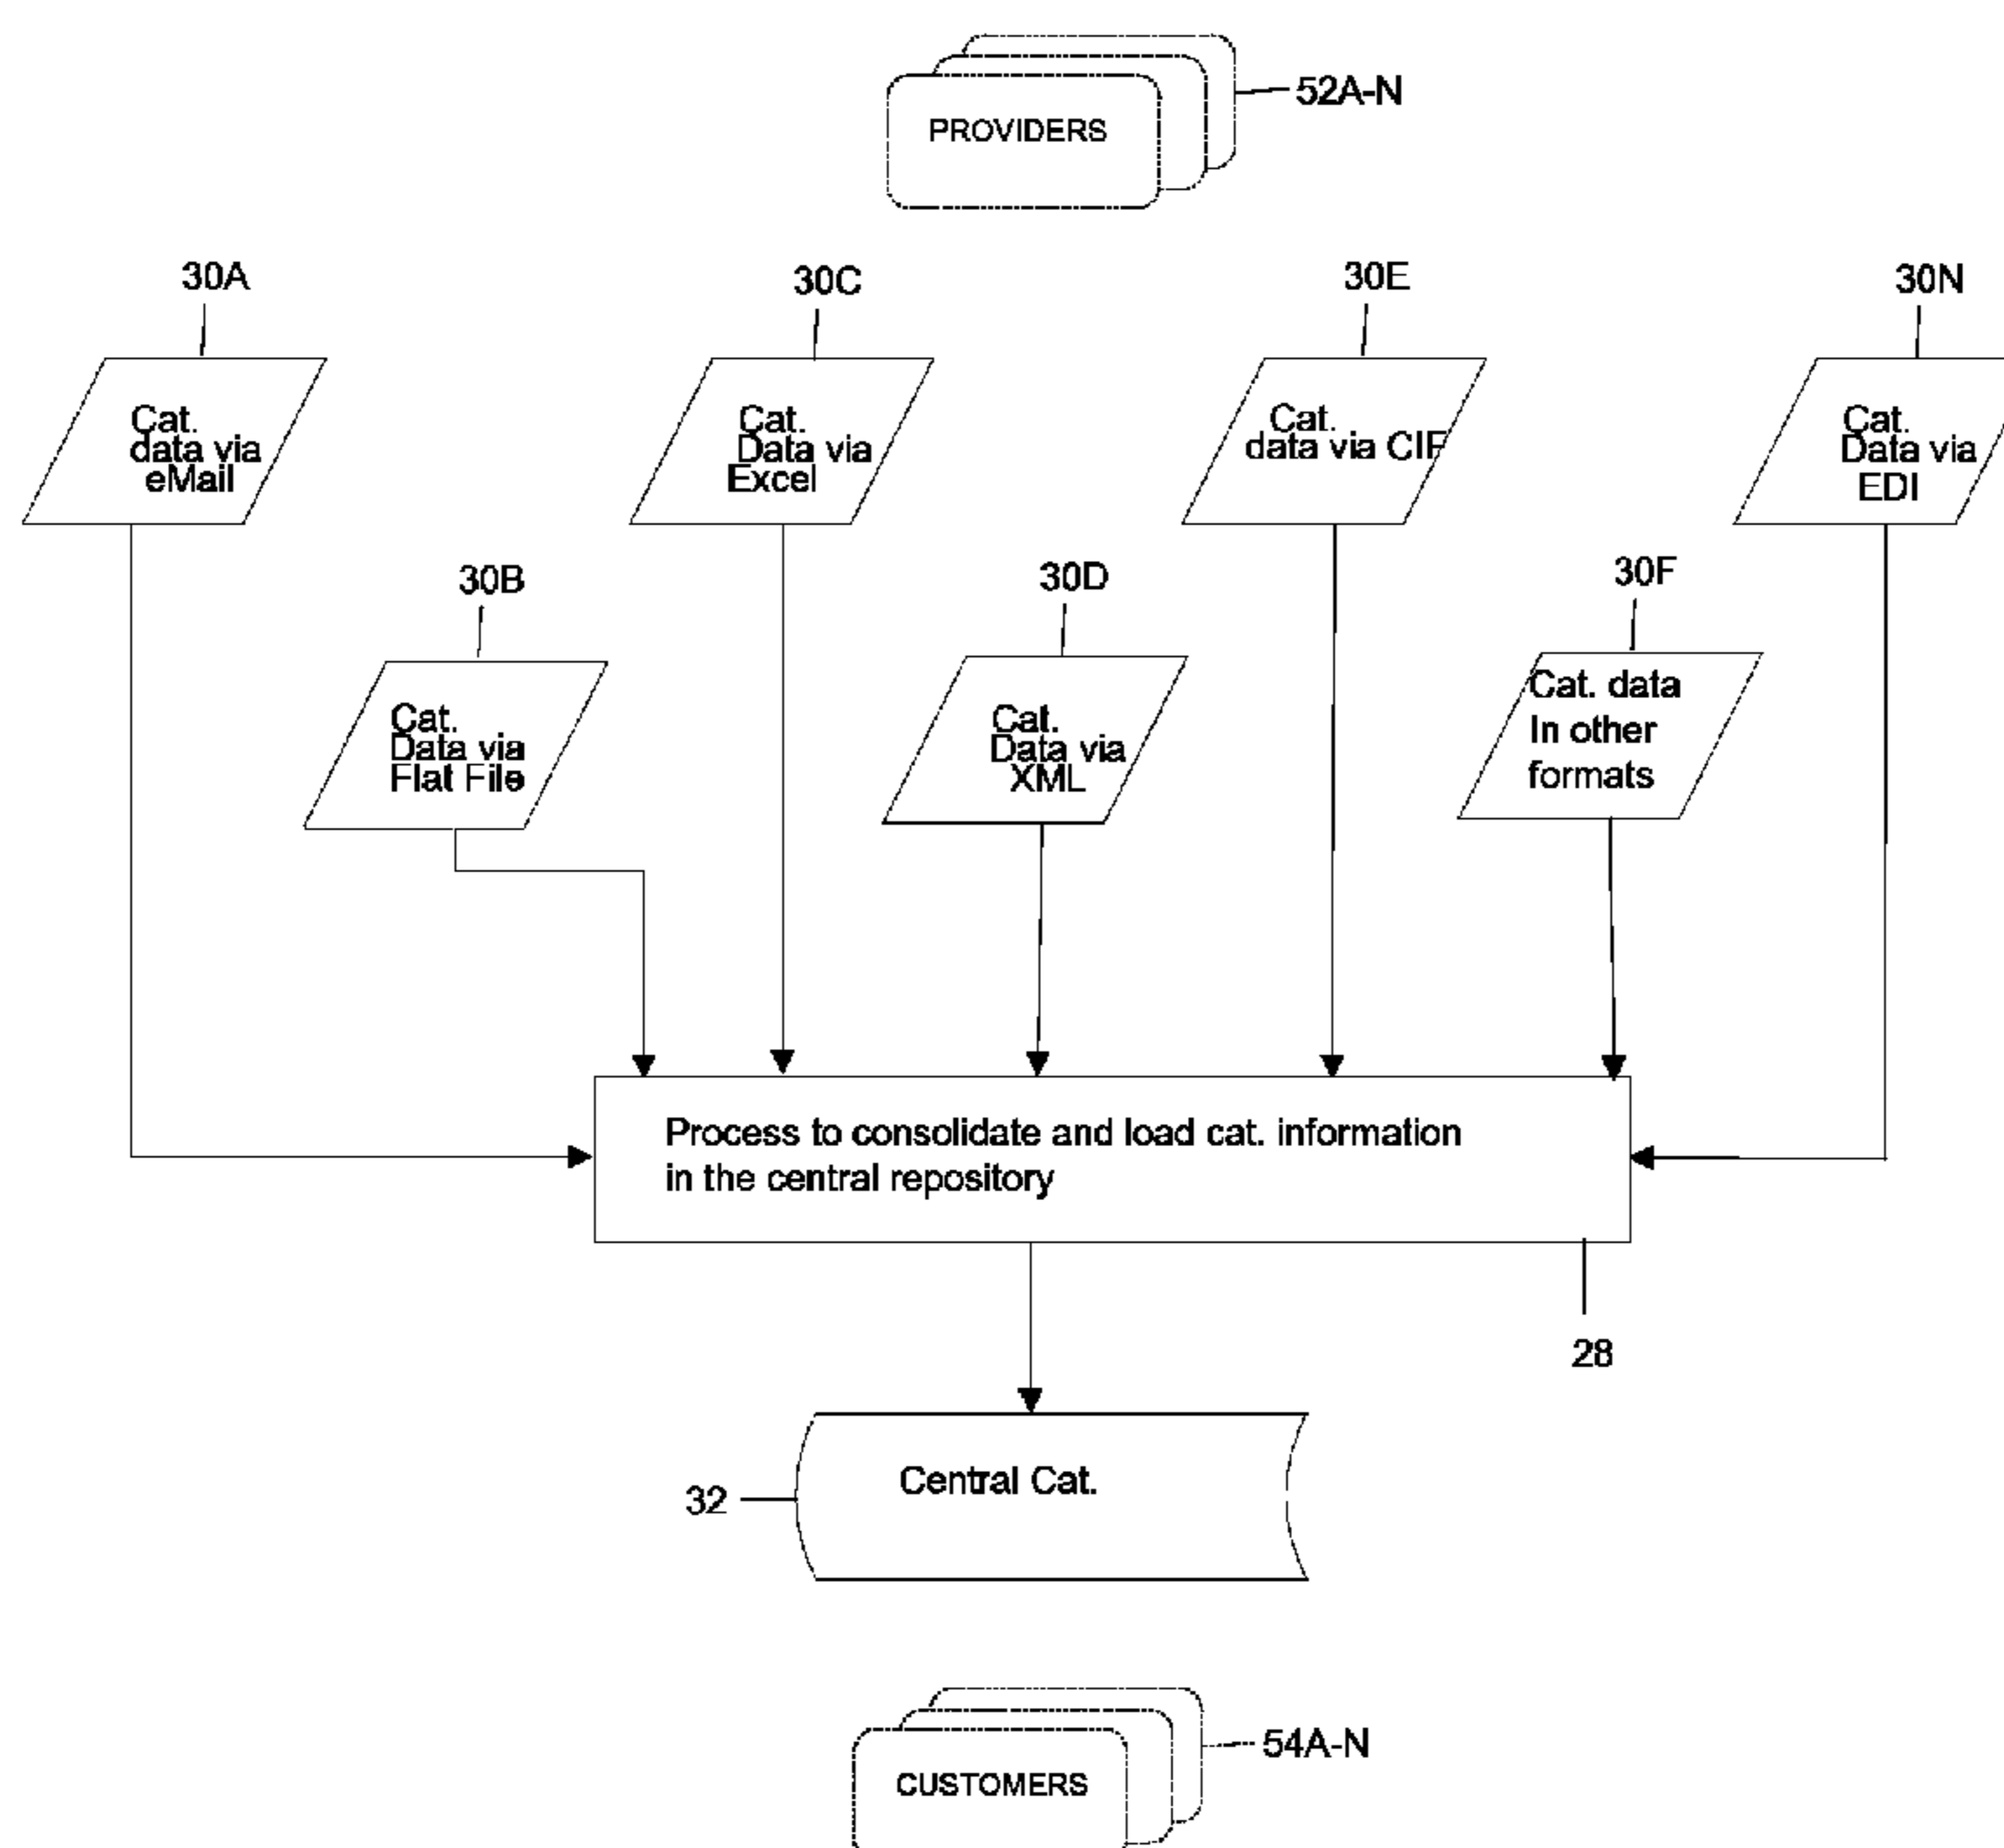 52A-N
PROVIDERS
30A
30C
30E
30N
Cat.
data via
eMail
Cat.
Data via
Excel
Cat.
data via CIF
Cat.
Data via
EDI
30B
30D
30F
Cat.
Data via
Flat File
Cat.
Data via
XML
Cat. data
In other
formats
Process to consolidate and load cat. information
in the central repository
28
Central Cat.
32
54A-N
CUSTOMERS